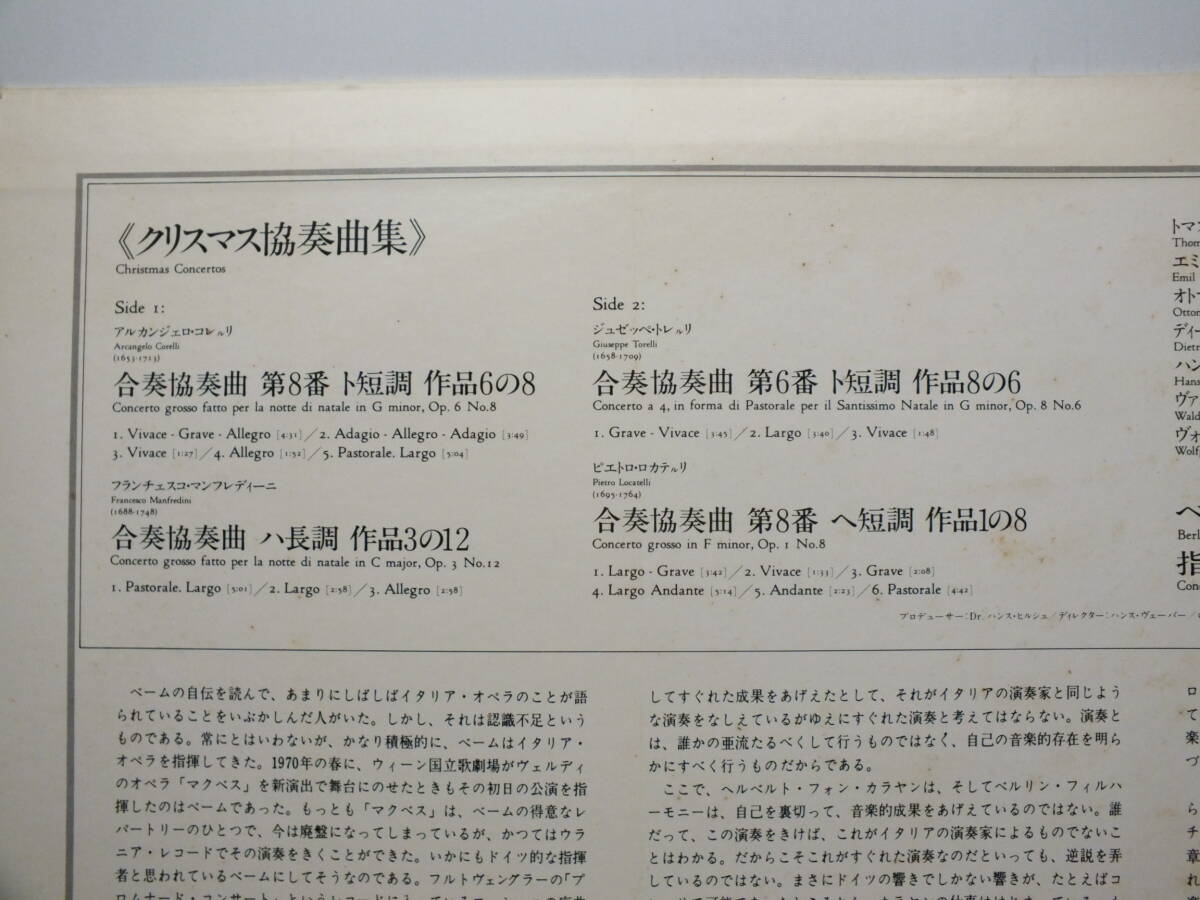 《クリスマス協奏曲集》
Christmas Concertos
Side 1:
アルカンジェロ・コレルリ
Arcangelo Corelli
(1653-1713)
合奏協奏曲 第8番 ト短調 作品6の8
Concerto grosso fatto per la notte di natale in G minor, Op. 6 No.8
1. Vivace - Grave - Allegro [4:31]／2. Adagio - Allegro - Adagio [3:49]
3. Vivace [1:27]／4. Allegro [1:52]／5. Pastorale. Largo [5:04]
フランチェスコ・マンフレディーニ
Francesco Manfredini
(1688-1748)
合奏協奏曲 ハ長調 作品3の12
Concerto grosso fatto per la notte di natale in C major, Op. 3 No.12
1. Pastorale. Largo [5:01]／2. Largo [2:58]／3. Allegro [2:58]
Side 2:
ジュゼッペ・トレルリ
Giuseppe Torelli
(1658-1709)
合奏協奏曲 第6番 ト短調 作品8の6
Concerto a 4, in forma di Pastorale per il Santissimo Natale in G minor, Op. 8 No.6
1. Grave - Vivace [3:45]／2. Largo [3:40]／3. Vivace [1:48]
ピエトロ・ロカテルリ
Pietro Locatelli
(1695-1764)
合奏協奏曲 第8番 ヘ短調 作品1の8
Concerto grosso in F minor, Op. 1 No.8
1. Largo - Grave [3:42]／2. Vivace [1:33]／3. Grave [2:08]
4. Largo Andante [5:14]／5. Andante [2:23]／6. Pastorale [4:42]
プロデューサー：Dr. ハンス・ヒルシュ／ディレクター：ハンス・ヴェーバー／
トマ
Thom
エミ
Emil
オト
Ottor
ディー
Dietr
ハン
Hans
ヴァ
Wald
ヴォ
Wolf
ベ
Berl
指
Con
ベームの自伝を読んで、あまりにしばしばイタリア・オペラのことが語
られていることをいぶかしんだ人がいた。しかし、それは認識不足という
ものである。常にとはいわないが、かなり積極的に、ベームはイタリア・
オペラを指揮してきた。1970年の春に、ウィーン国立歌劇場がヴェルディ
のオペラ「マクベス」を新演出で舞台にのせたときもその初日の公演を指
揮したのはベームであった。もっとも「マクベス」は、ベームの得意なレ
パートリーのひとつで、今は廃盤になってしまっているが、かつてはウラ
ニア・レコードでその演奏をきくことができた。いかにもドイツ的な指揮
者と思われているベームにしてそうなのである。フルトヴェングラーの「プ
してすぐれた成果をあげえたとして、それがイタリアの演奏家と同じよう
な演奏をなしえているがゆえにすぐれた演奏と考えてはならない。演奏と
は、誰かの亜流たるべくして行うものではなく、自己の音楽的存在を明ら
かにすべく行うものだからである。
ここで、ヘルベルト・フォン・カラヤンは、そしてベルリン・フィルハ
ーモニーは、自己を裏切って、音楽的成果をあげているのではない。誰
だって、この演奏をきけば、これがイタリアの演奏家によるものでないこ
とはわかる。だからこそこれがすぐれた演奏なのだといっても、逆説を弄
しているのではない。まさにドイツの響きでしかない響きが、たとえばコ
ロ
て
楽
づ
ら
チ
章
れ